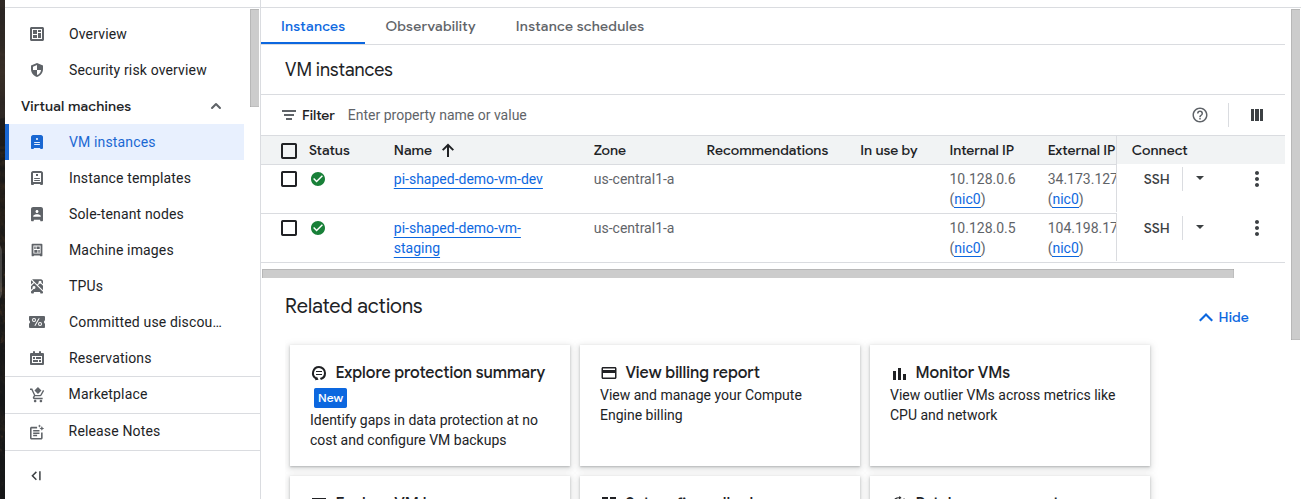 Overview
Security risk overview
Virtual machines
VM instances
Instance templates
Sole-tenant nodes
Machine images
TPUs
Committed use discou...
Reservations
Marketplace
Release Notes
Instances Observability Instance schedules
VM instances
Filter Enter property name or value
Status Name Zone Recommendations In use by Internal IP External IP Connect
pi-shaped-demo-vm-dev us-central1-a 10.128.0.6 34.173.127 SSH
(nic0) (nic0)
pi-shaped-demo-vm- us-central1-a 10.128.0.5 104.198.17 SSH
staging (nic0) (nic0)
Related actions
Hide
Explore protection summary
New
Identify gaps in data protection at no
cost and configure VM backups
View billing report
View and manage your Compute
Engine billing
Monitor VMs
View outlier VMs across metrics like
CPU and network